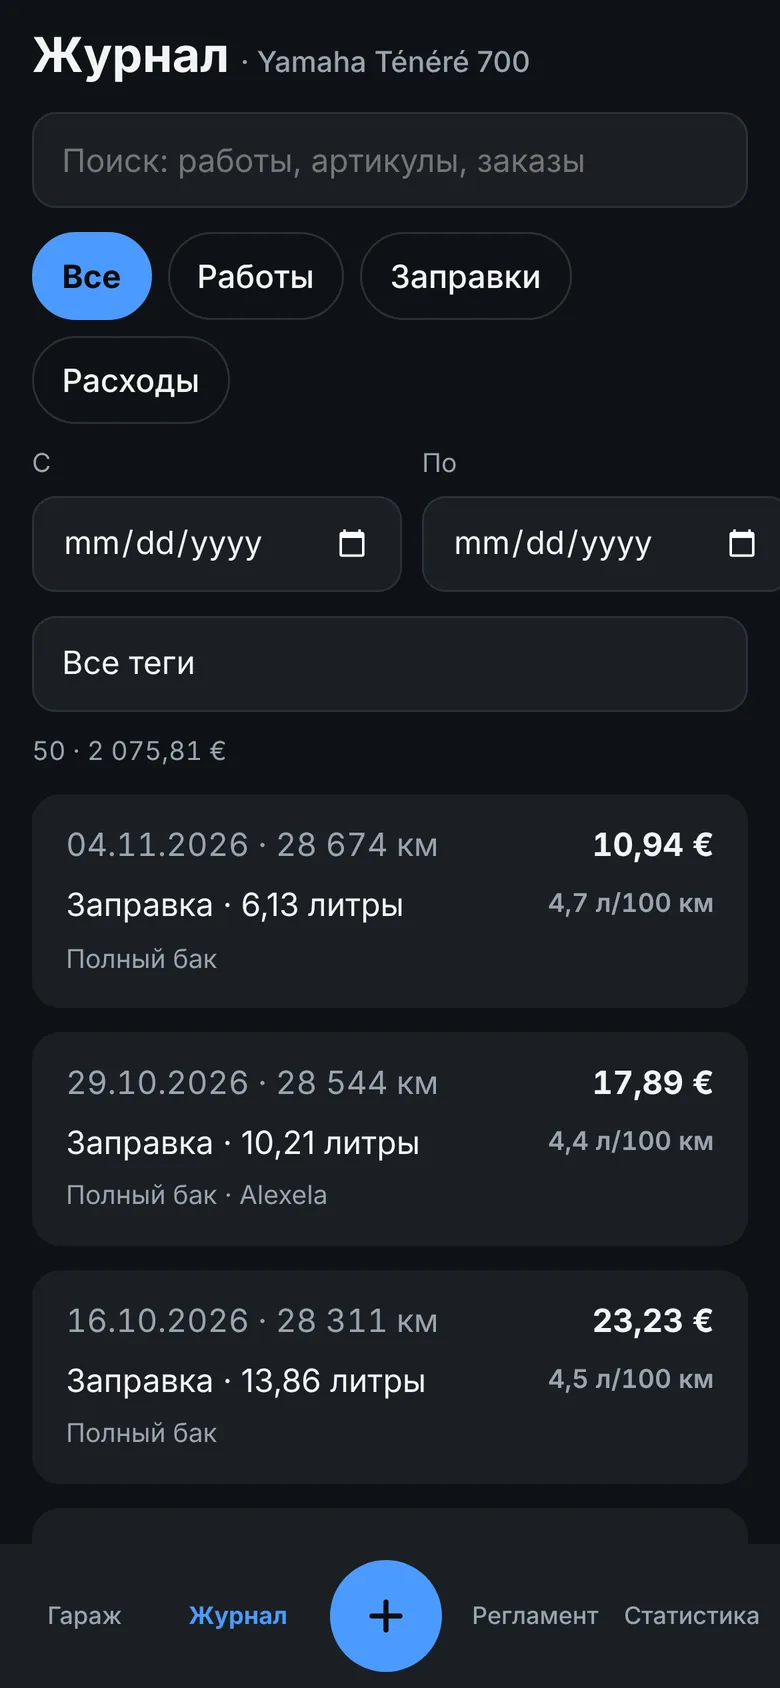 Журнал · Yamaha Ténéré 700
Поиск: работы, артикулы, заказы
Все Работы Заправки
Расходы
С По
mm/dd/yyyy mm/dd/yyyy
Все теги
50 · 2 075,81 €
04.11.2026 · 28 674 км 10,94 €
Заправка · 6,13 литры 4,7 л/100 км
Полный бак
29.10.2026 · 28 544 км 17,89 €
Заправка · 10,21 литры 4,4 л/100 км
Полный бак · Alexela
16.10.2026 · 28 311 км 23,23 €
Заправка · 13,86 литры 4,5 л/100 км
Полный бак
Гараж Журнал + Регламент Статистика